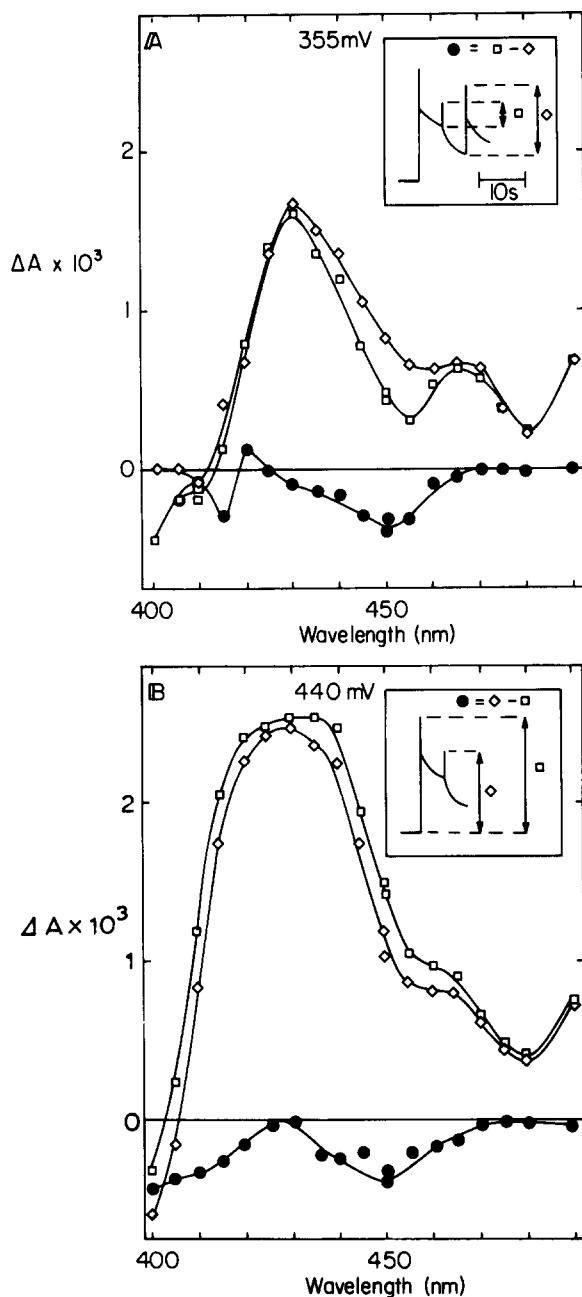 A
355mV
● = □ - ◇
□
◇
10s
2
ΔA x 10³
1
0
400
450
Wavelength (nm)
B
440 mV
● = ◇ - □
◇
□
2
ΔA × 10³
1
0
400
450
Wavelength (nm)